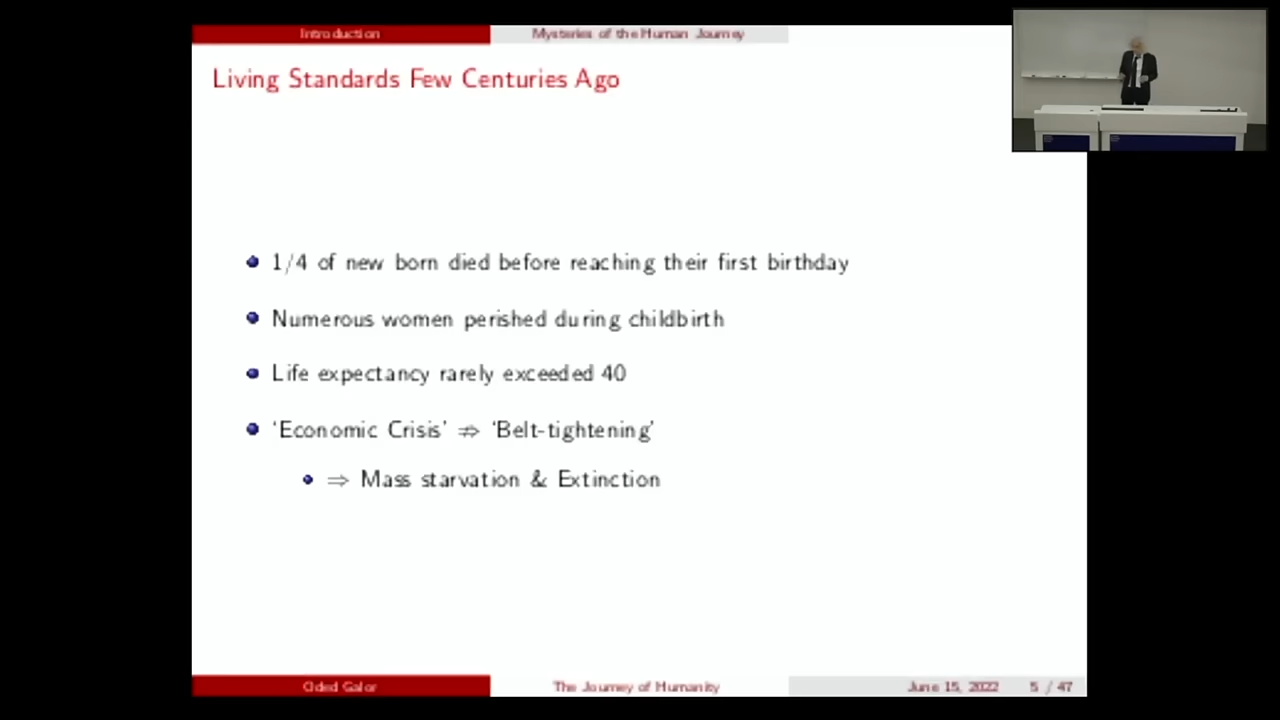 Introduction
Mysteries of the Human Journey
Living Standards Few Centuries Ago
1/4 of new born died before reaching their first birthday
Numerous women perished during childbirth
Life expectancy rarely exceeded 40
‘Economic Crisis’ ⇏ ‘Belt-tightening’
⇒ Mass starvation & Extinction
Oded Galor
The Journey of Humanity
June 15, 2022
5 / 47